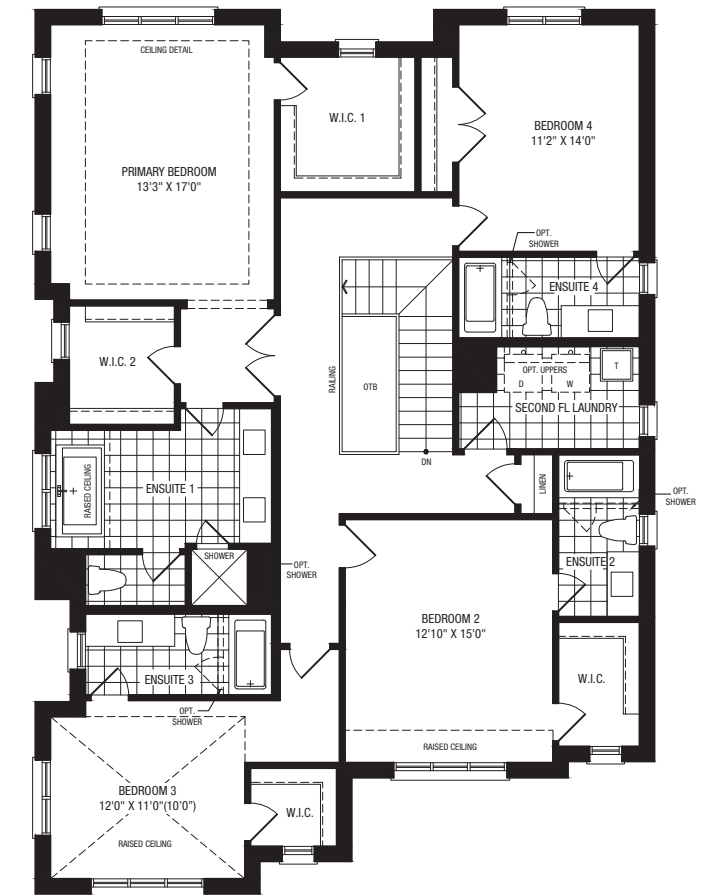 CEILING DETAIL
PRIMARY BEDROOM
13'3" X 17'0"
W.I.C. 1
BEDROOM 4
11'2" X 14'0"
OPT.
SHOWER
ENSUITE 4
W.I.C. 2
RAILING
OTB
DN
OPT. UPPERS
D
W
T
SECOND FL LAUNDRY
LINEN
RAISED CEILING
ENSUITE 1
SHOWER
OPT.
SHOWER
OPT.
SHOWER
ENSUITE 2
BEDROOM 2
12'10" X 15'0"
RAISED CEILING
W.I.C.
ENSUITE 3
OPT.
SHOWER
BEDROOM 3
12'0" X 11'0"(10'0")
RAISED CEILING
W.I.C.